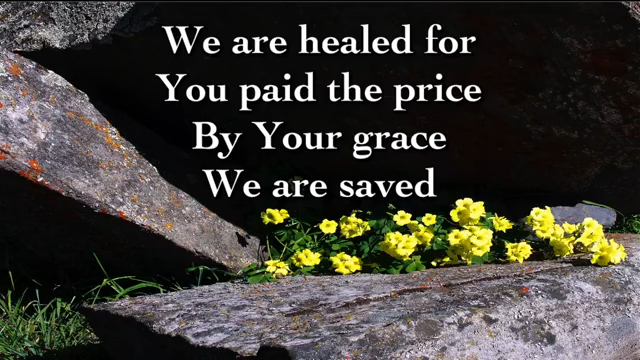 We are healed for
You paid the price
By Your grace
We are saved